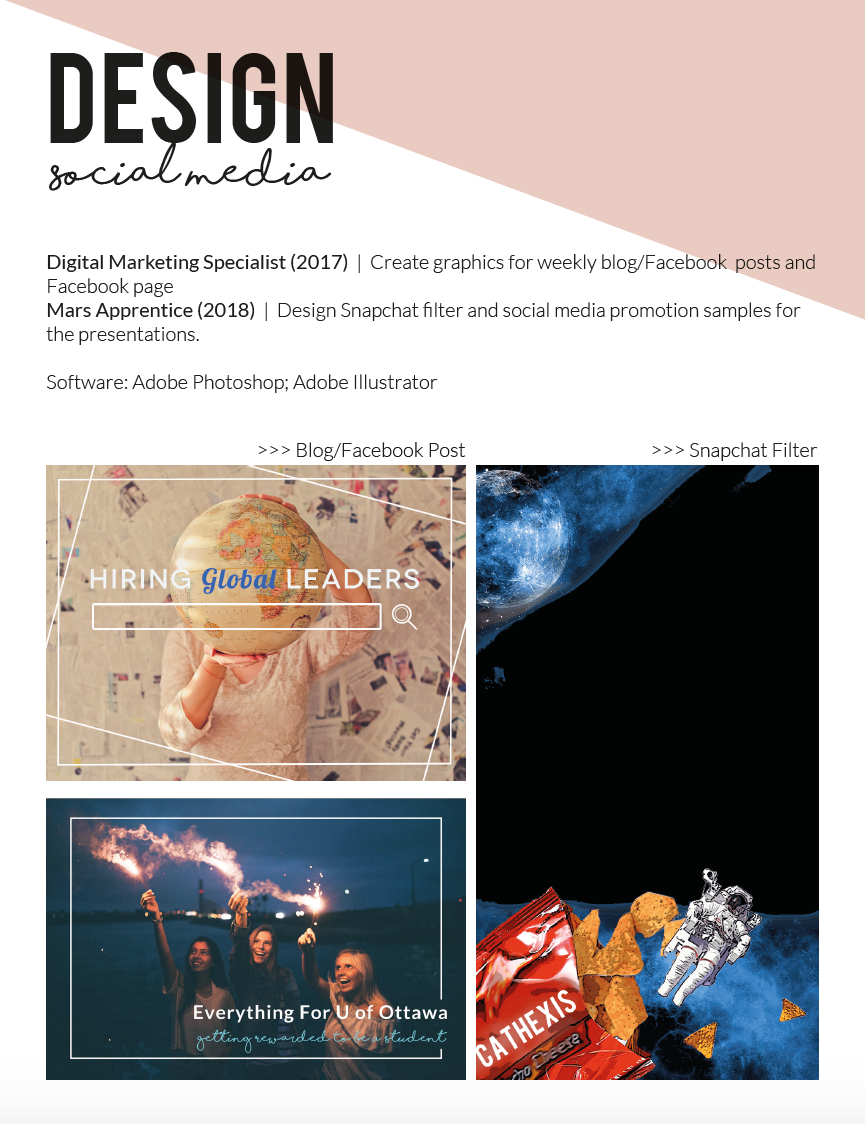 DESIGN
social media
Digital Marketing Specialist (2017) | Create graphics for weekly blog/Facebook posts and
Facebook page
Mars Apprentice (2018) | Design Snapchat filter and social media promotion samples for
the presentations.
Software: Adobe Photoshop; Adobe Illustrator
>>> Blog/Facebook Post
>>> Snapchat Filter
HIRING Global LEADERS
Everything For U of Ottawa
getting rewarded to be a student
CATHEXIS
Cheese